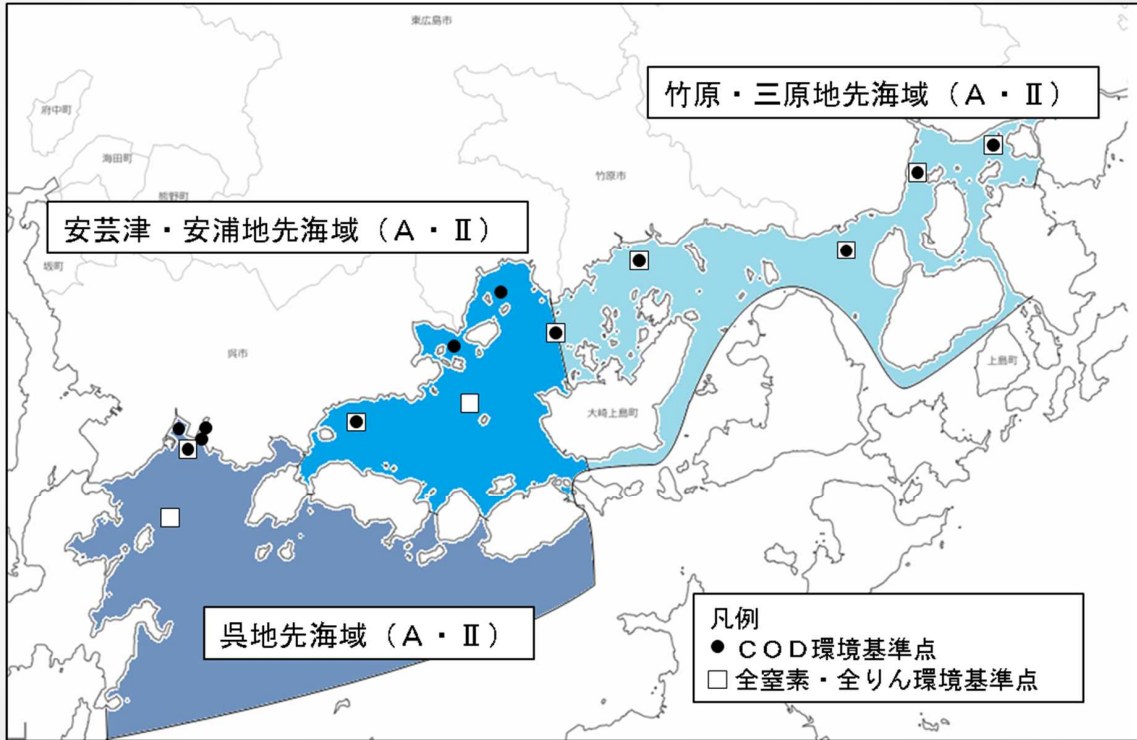 東広島市
竹原・三原地先海域（A・Ⅱ）
府中町
海田町
熊野町
竹原市
安芸津・安浦地先海域（A・Ⅱ）
坂町
呉市
上島町
大崎上島町
呉地先海域（A・Ⅱ）
凡例
ＣＯＤ環境基準点
全窒素・全りん環境基準点